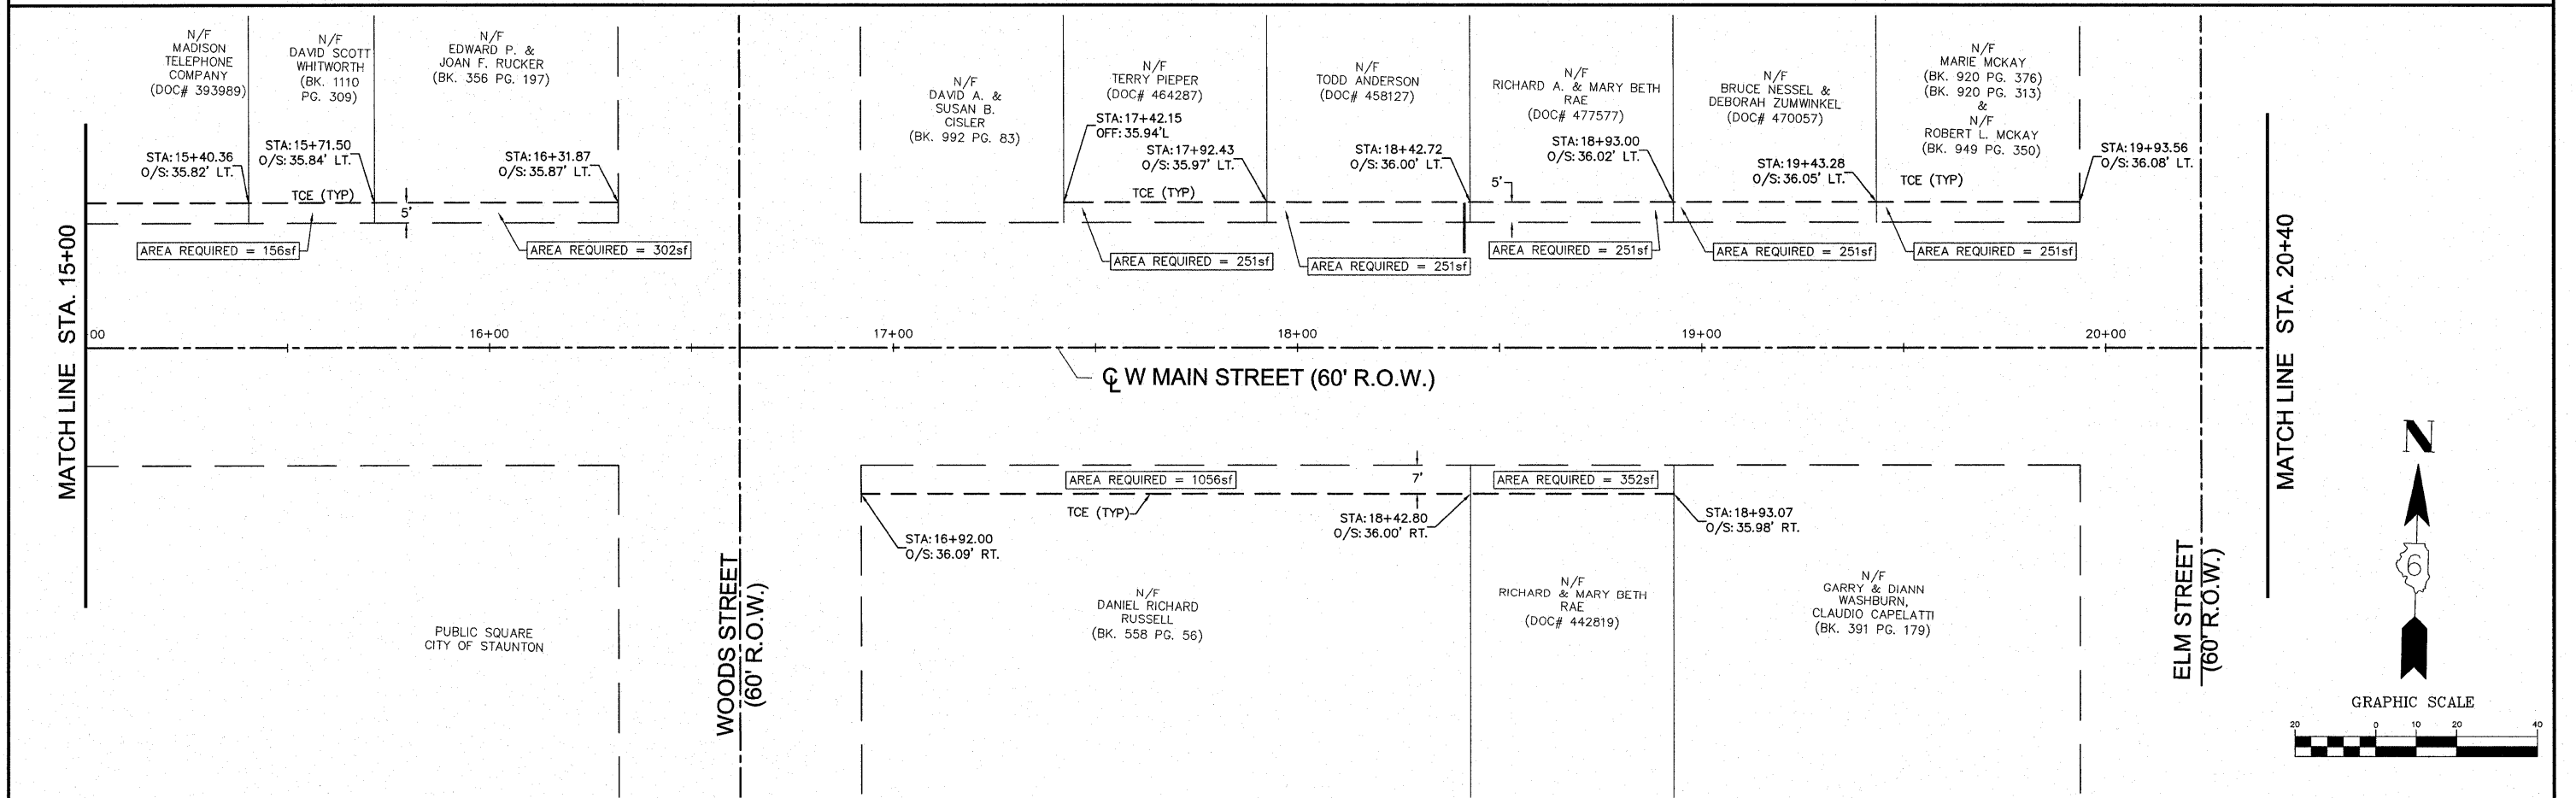 N/F
MADISON
TELEPHONE
COMPANY
(DOC# 393989)
N/F
DAVID SCOTT
WHITWORTH
(BK. 1110
PG. 309)
N/F
EDWARD P. &
JOAN F. RUCKER
(BK. 356 PG. 197)
N/F
DAVID A. &
SUSAN B.
CISLER
(BK. 992 PG. 83)
N/F
TERRY PIEPER
(DOC# 464287)
N/F
TODD ANDERSON
(DOC# 458127)
N/F
RICHARD A. & MARY BETH
RAE
(DOC# 477577)
N/F
BRUCE NESSEL &
DEBORAH ZUMWINKEL
(DOC# 470057)
N/F
MARIE MCKAY
(BK. 920 PG. 376)
(BK. 920 PG. 313)
&
N/F
ROBERT L. MCKAY
(BK. 949 PG. 350)
STA: 15+40.36
O/S: 35.82' LT.
STA: 15+71.50
O/S: 35.84' LT.
STA: 16+31.87
O/S: 35.87' LT.
STA: 17+42.15
OFF: 35.94'L
STA: 17+92.43
O/S: 35.97' LT.
STA: 18+42.72
O/S: 36.00' LT.
STA: 18+93.00
O/S: 36.02' LT.
STA: 19+43.28
O/S: 36.05' LT.
STA: 19+93.56
O/S: 36.08' LT.
TCE (TYP)
5'
TCE (TYP)
5'
TCE (TYP)
AREA REQUIRED = 156sf
AREA REQUIRED = 302sf
AREA REQUIRED = 251sf
AREA REQUIRED = 251sf
AREA REQUIRED = 251sf
AREA REQUIRED = 251sf
AREA REQUIRED = 251sf
MATCH LINE STA. 15+00
00
16+00
17+00
18+00
19+00
20+00
MATCH LINE STA. 20+40
℄ W MAIN STREET (60' R.O.W.)
AREA REQUIRED = 1056sf
7'
AREA REQUIRED = 352sf
TCE (TYP)
STA: 16+92.00
O/S: 36.09' RT.
STA: 18+42.80
O/S: 36.00' RT.
STA: 18+93.07
O/S: 35.98' RT.
PUBLIC SQUARE
CITY OF STAUNTON
WOODS STREET
(60' R.O.W.)
N/F
DANIEL RICHARD
RUSSELL
(BK. 558 PG. 56)
N/F
RICHARD & MARY BETH
RAE
(DOC# 442819)
N/F
GARRY & DIANN
WASHBURN,
CLAUDIO CAPELATTI
(BK. 391 PG. 179)
ELM STREET
(60' R.O.W.)
N
6
GRAPHIC SCALE
20 0 10 20 40